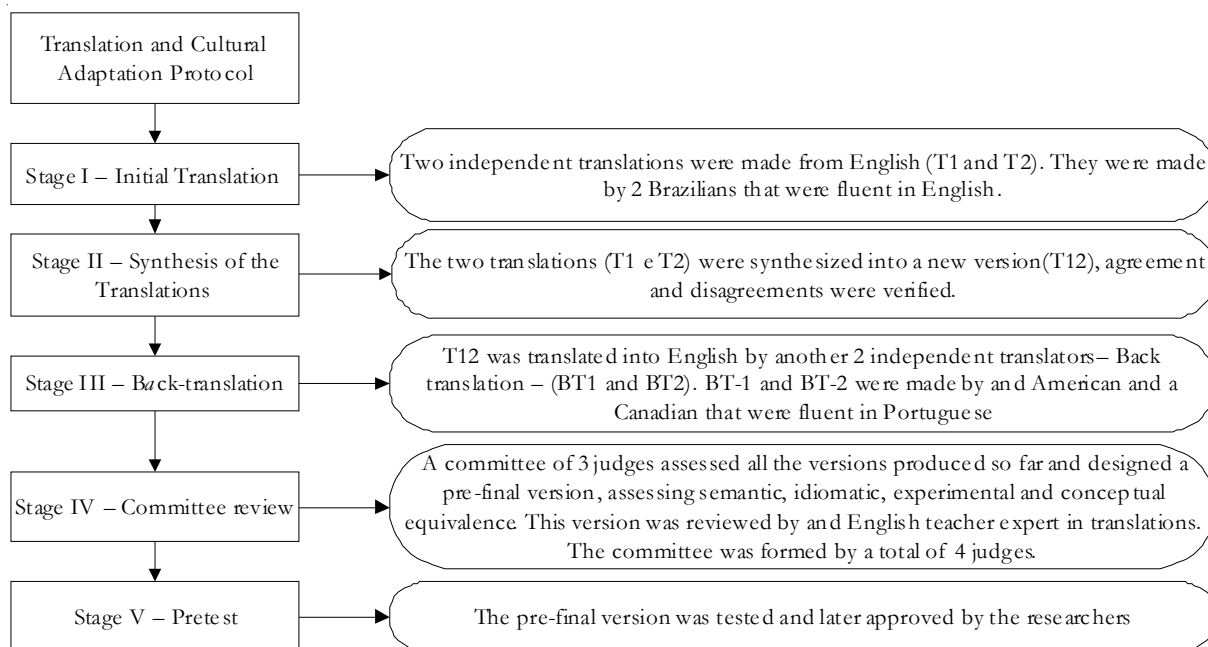 Translation and Cultural
Adaptation Protocol
Stage I – Initial Translation
Two independent translations were made from English (T1 and T2). They were made
by 2 Brazilians that were fluent in English.
Stage II – Synthesis of the
Translations
The two translations (T1 e T2) were synthesized into a new version(T12), agreement
and disagreements were verified.
Stage III – Back-translation
T12 was translated into English by another 2 independent translators– Back
translation – (BT1 and BT2). BT-1 and BT-2 were made by and American and a
Canadian that were fluent in Portuguese
Stage IV – Committee review
A committee of 3 judges assessed all the versions produced so far and designed a
pre-final version, assessing semantic, idiomatic, experimental and conceptual
equivalence. This version was reviewed by and English teacher expert in translations.
The committee was formed by a total of 4 judges.
Stage V – Pretest
The pre-final version was tested and later approved by the researchers